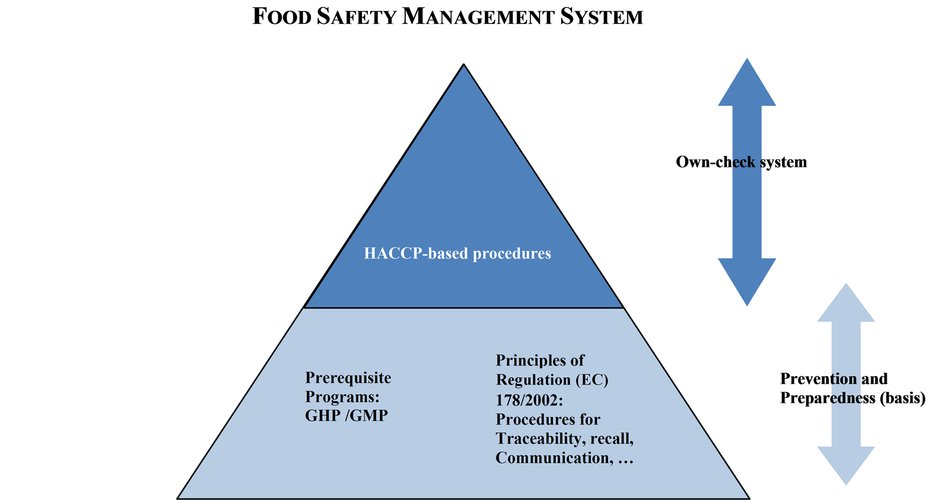 FOOD SAFETY MANAGEMENT SYSTEM
Own-check system
HACCP-based procedures
Prerequisite
Programs:
GHP /GMP
Principles of
Regulation (EC)
178/2002:
Procedures for
Traceability, recall,
Communication, …
Prevention and
Preparedness (basis)